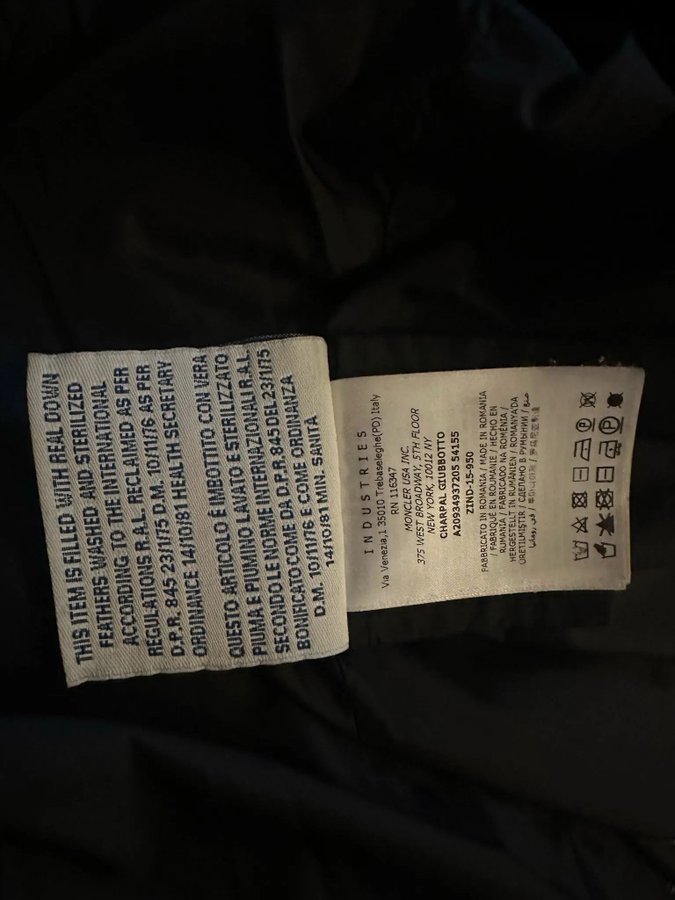 THIS ITEM IS FILLED WITH REAL DOWN
FEATHERS WASHED AND STERILIZED
ACCORDING TO THE INTERNATIONAL
REGULATIONS R.A.L. RECLAIMED AS PER
D.P.R. 845 23/11/75 D.M. 10/11/76 AS PER
ORDINANCE 14/10/81 HEALTH SECRETARY
QUESTO ARTICOLO É IMBOTTITO CON VERA
PIUMA E PIUMINO LAVATO E STERILIZZATO
SECONDO LE NORME INTERNAZIONALI R.A.L.
BONIFICATO COME DA D.P.R. 845 DEL 23/11/75
D.M. 10/11/76 E COME ORDINANZA
14/10/81 MIN. SANITÀ
INDUSTRIES
Via Venezia,1 35010 Trebaseleghe(PD) Italy
RN 116347
MONCLER USA INC.
375 WEST BROADWAY, 5TH FLOOR
NEW YORK, 10012 NY
CHARPAL GIUBBOTTO
A20934937205 54155
ZIND-15-950
FABBRICATO IN ROMANIA / MADE IN ROMANIA
/ FABRIQUÉ EN ROUMANIE / HECHO EN
RUMANIA / FABRICADO NA ROMÉNIA /
HERGESTELLT IN RUMÄNIEN / ROMANYA'DA
ÜRETILMIŞTIR / СДЕЛАНО В РУМЫНИИ /